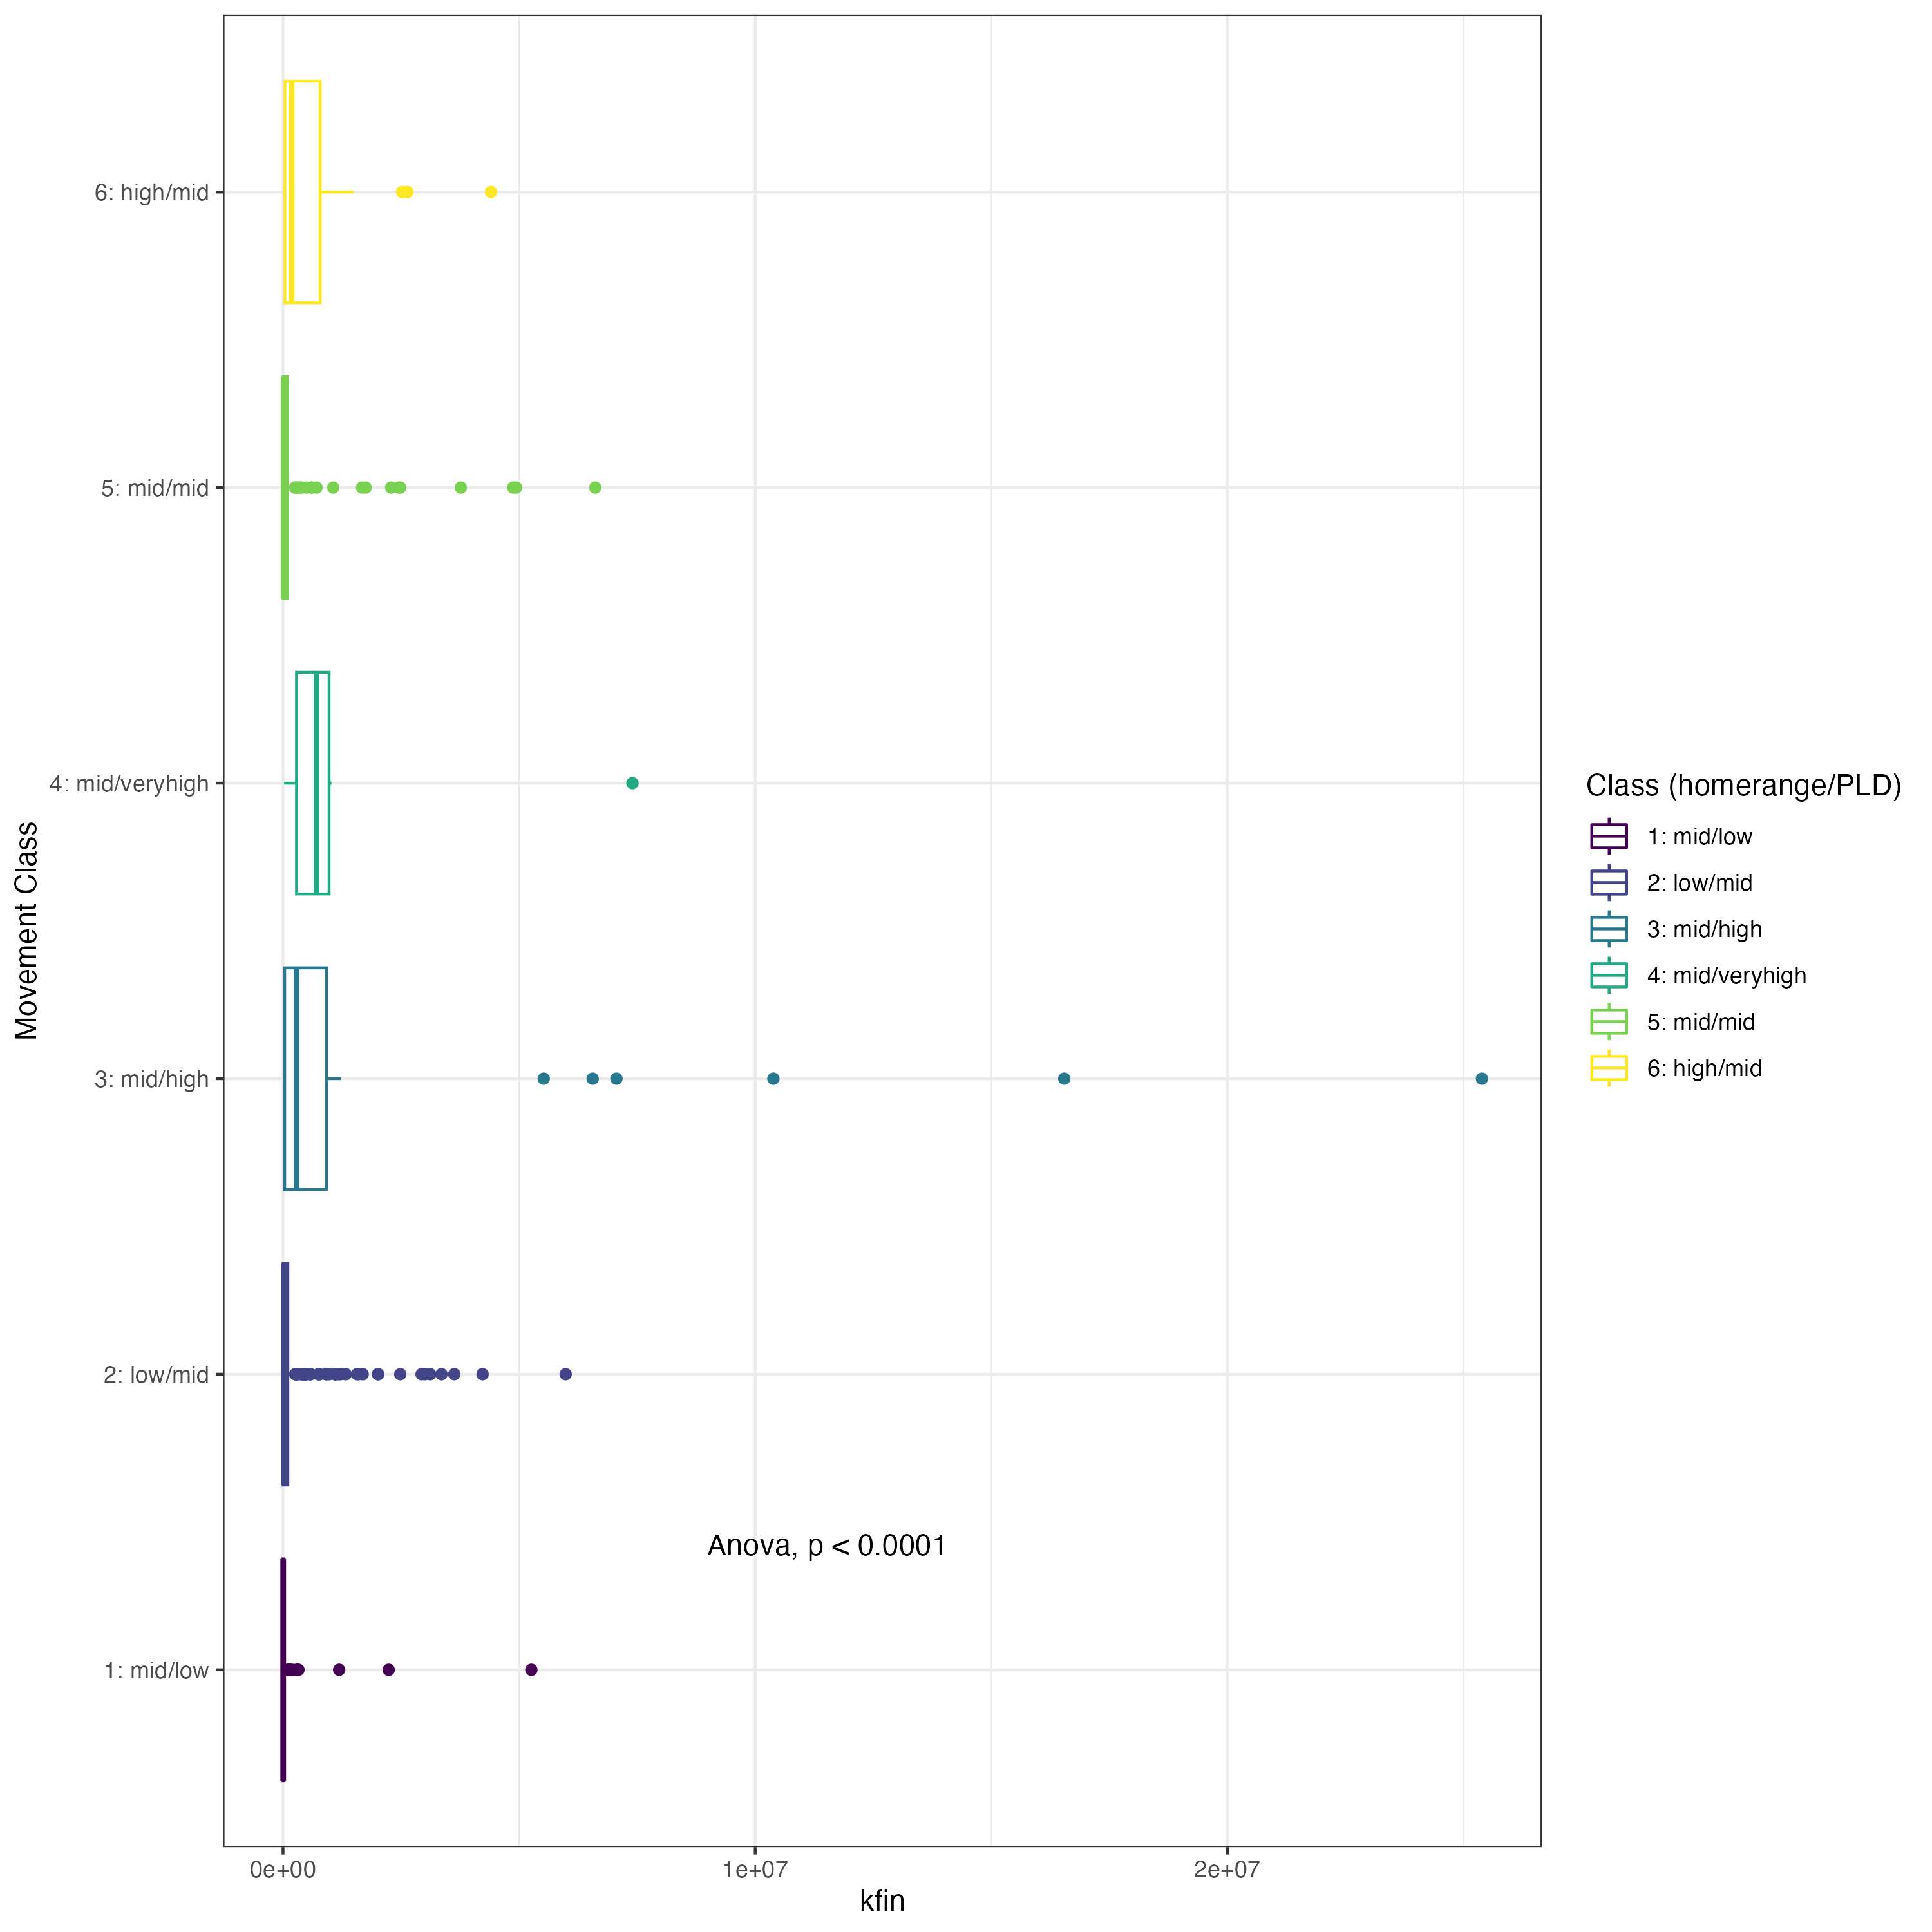 6: high/mid
5: mid/mid
4: mid/veryhigh
3: mid/high
2: low/mid
1: mid/low
Movement Class
Anova, p < 0.0001
0e+00 1e+07 2e+07
kfin
Class (homerange/PLD)
1: mid/low
2: low/mid
3: mid/high
4: mid/veryhigh
5: mid/mid
6: high/mid